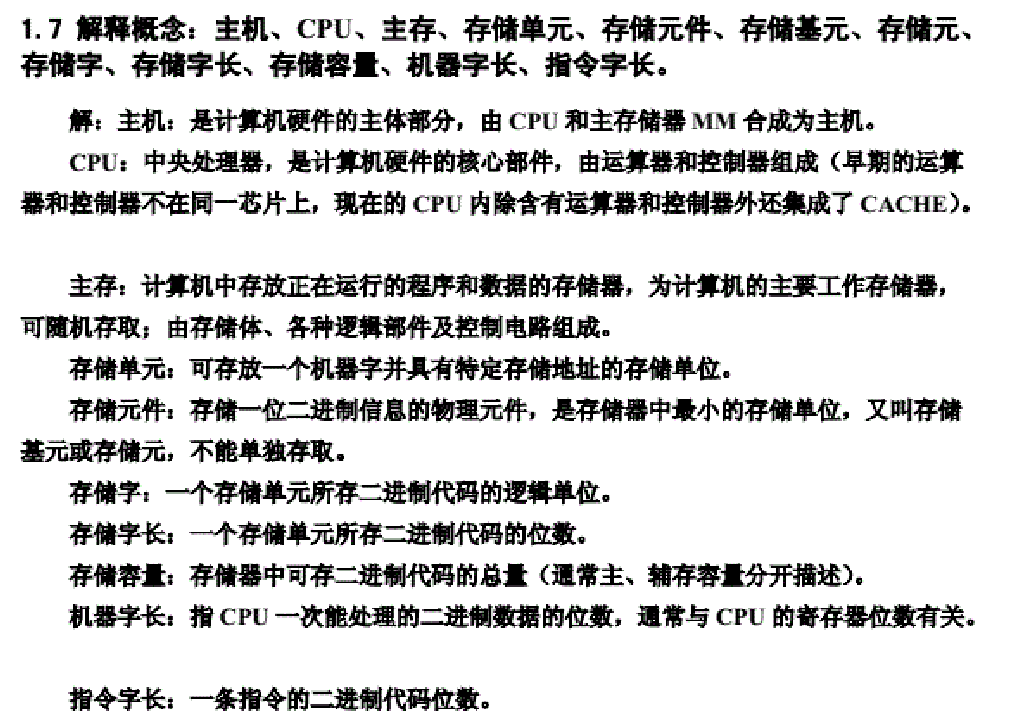 1.7 解释概念：主机、CPU、主存、存储单元、存储元件、存储基元、存储元、
存储字、存储字长、存储容量、机器字长、指令字长。
解：主机：是计算机硬件的主体部分，由 CPU 和主存储器 MM 合成为主机。
CPU：中央处理器，是计算机硬件的核心部件，由运算器和控制器组成（早期的运算
器和控制器不在同一芯片上，现在的 CPU 内除含有运算器和控制器外还集成了 CACHE）。
主存：计算机中存放正在运行的程序和数据的存储器，为计算机的主要工作存储器，
可随机存取；由存储体、各种逻辑部件及控制电路组成。
存储单元：可存放一个机器字并具有特定存储地址的存储单位。
存储元件：存储一位二进制信息的物理元件，是存储器中最小的存储单位，又叫存储
基元或存储元，不能单独存取。
存储字：一个存储单元所存二进制代码的逻辑单位。
存储字长：一个存储单元所存二进制代码的位数。
存储容量：存储器中可存二进制代码的总量（通常主、辅存容量分开描述）。
机器字长：指 CPU 一次能处理的二进制数据的位数，通常与 CPU 的寄存器位数有关。
指令字长：一条指令的二进制代码位数。